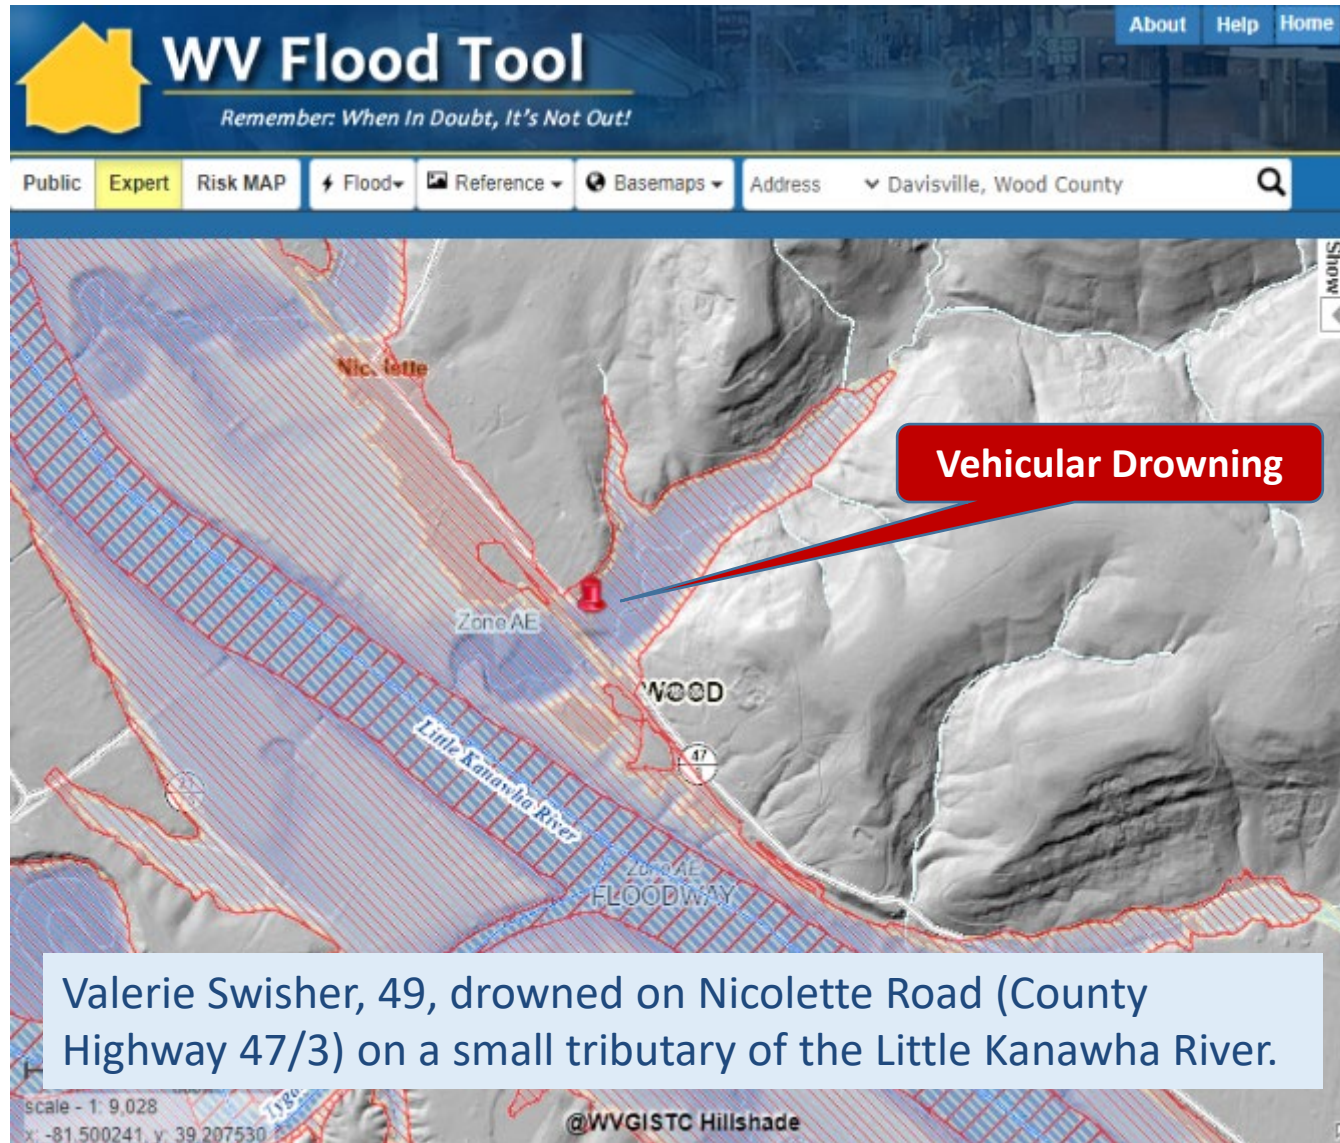 About Help Home
WV Flood Tool
Remember: When In Doubt, It's Not Out!
Public Expert Risk MAP Flood Reference Basemaps Address Davisville, Wood County
Show
Nicolette
Vehicular Drowning
Zone AE
WOOD
47
Little Kanawha River
21
Zone AE
FLOODWAY
Valerie Swisher, 49, drowned on Nicolette Road (County
Highway 47/3) on a small tributary of the Little Kanawha River.
scale - 1: 9,028
x: -81.500241, y: 39.207530
@WVGISTC Hillshade